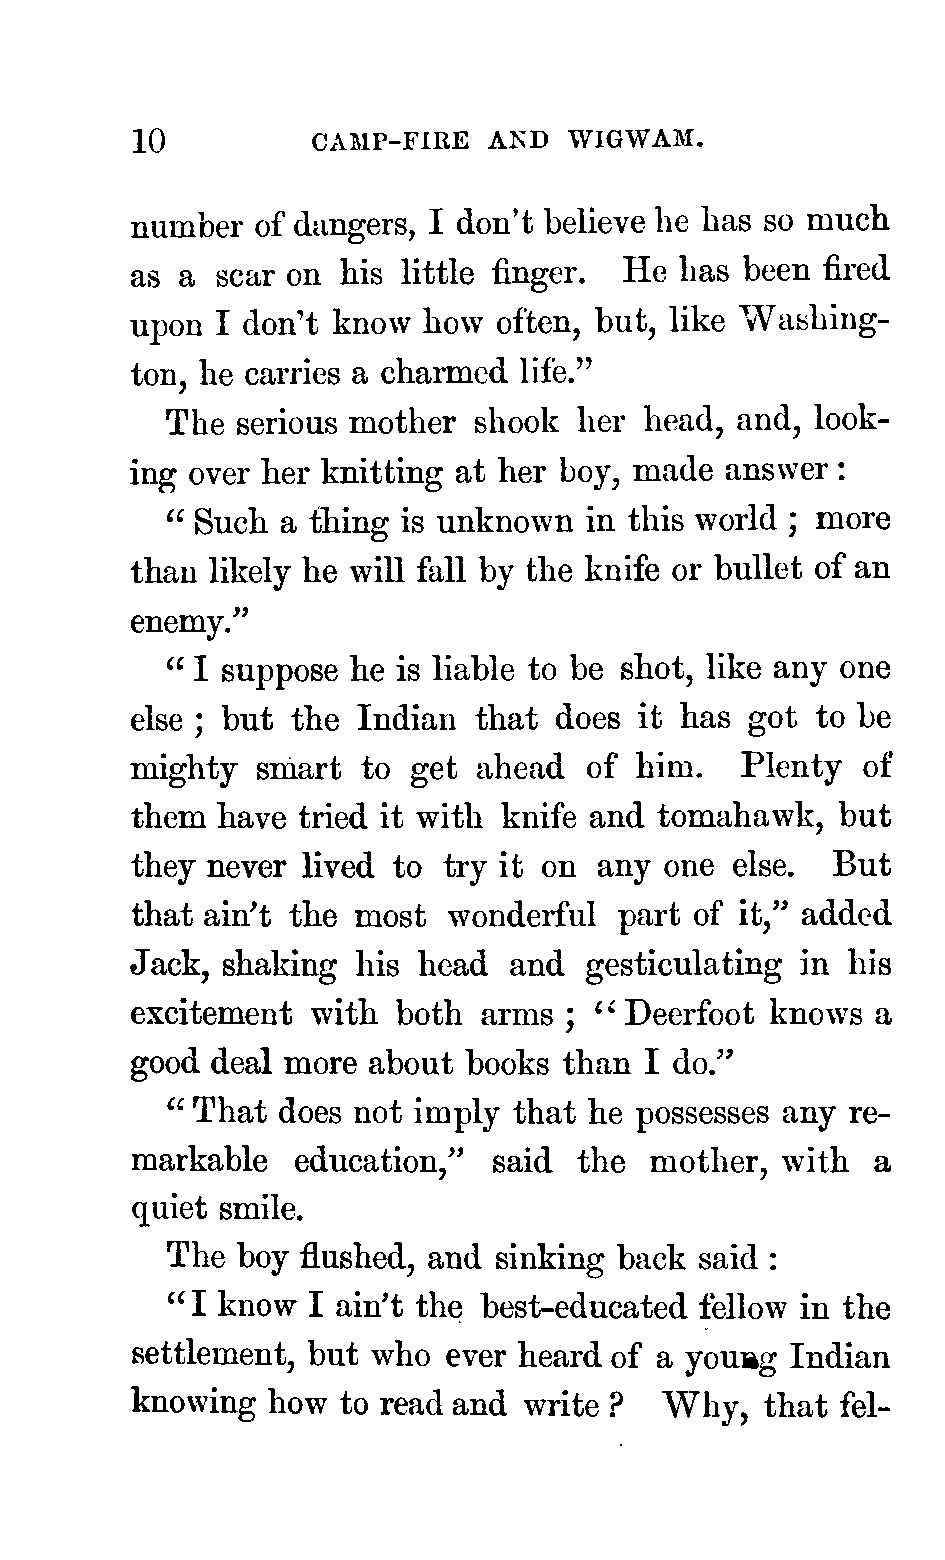 10 CAMP-FIRE AND WIGWAM.
number of dangers, I don't believe he has so much
as a scar on his little finger. He has been fired
upon I don't know how often, but, like Washing-
ton, he carries a charmed life."
The serious mother shook her head, and, look-
ing over her knitting at her boy, made answer :
" Such a thing is unknown in this world ; more
than likely he will fall by the knife or bullet of an
enemy."
" I suppose he is liable to be shot, like any one
else ; but the Indian that does it has got to be
mighty smart to get ahead of him. Plenty of
them have tried it with knife and tomahawk, but
they never lived to try it on any one else. But
that ain't the most wonderful part of it," added
Jack, shaking his head and gesticulating in his
excitement with both arms ; " Deerfoot knows a
good deal more about books than I do."
" That does not imply that he possesses any re-
markable education," said the mother, with a
quiet smile.
The boy flushed, and sinking back said :
" I know I ain't the best-educated fellow in the
settlement, but who ever heard of a young Indian
knowing how to read and write ? Why, that fel-